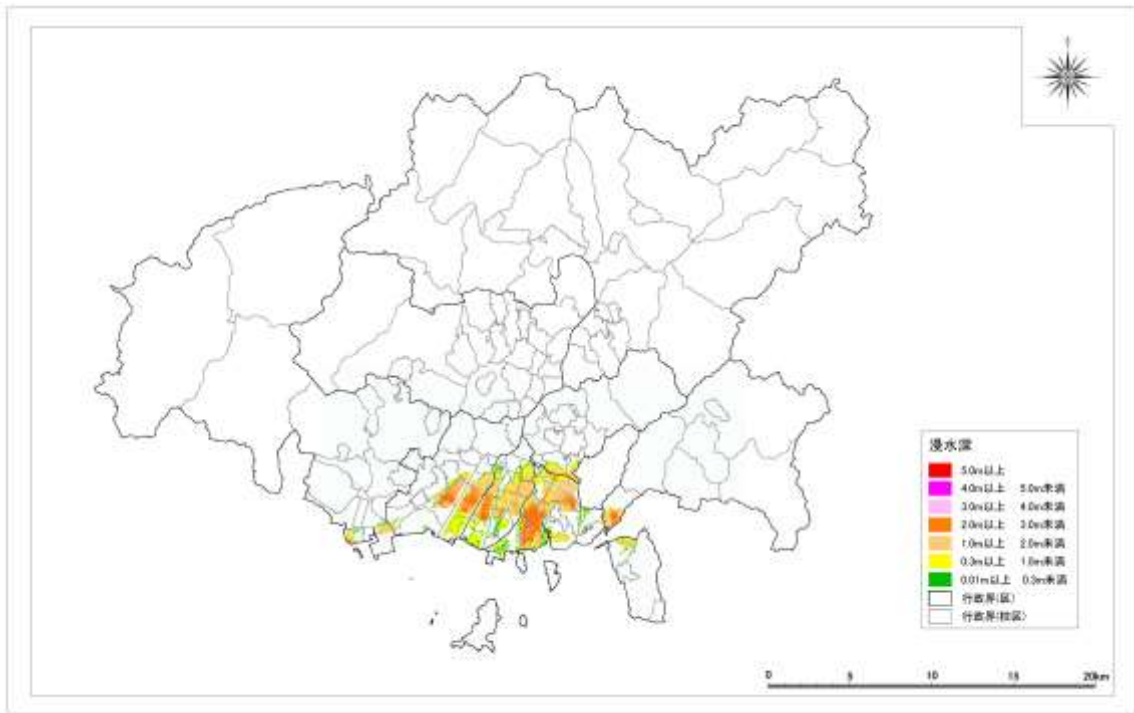 浸水深
5.0m以上
4.0m以上 5.0m未満
3.0m以上 4.0m未満
2.0m以上 3.0m未満
1.0m以上 2.0m未満
0.3m以上 1.0m未満
0.01m以上 0.3m未満
行政界(区)
行政界(校区)
0 5 10 15 20km